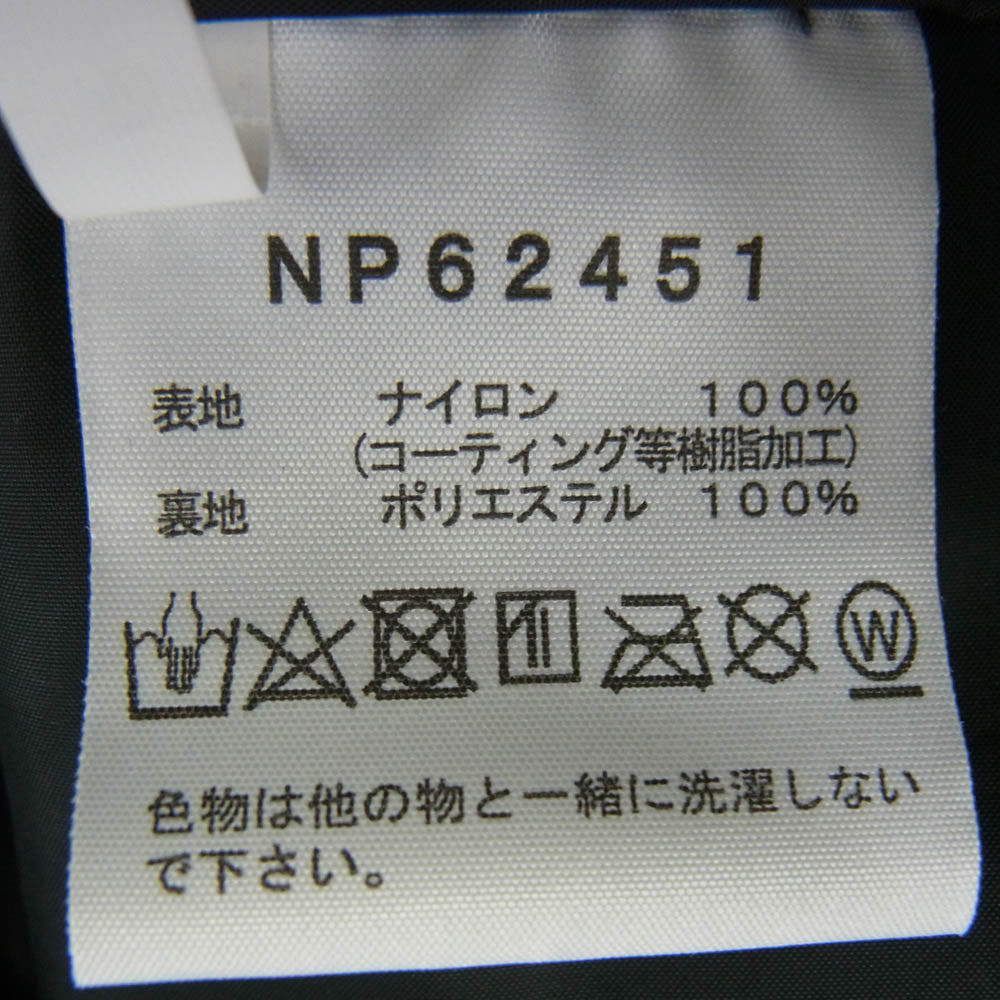 NP62451
表地 ナイロン 100%
(コーティング等樹脂加工)
裏地 ポリエステル 100%
W
色物は他の物と一緒に洗濯しない
で下さい。